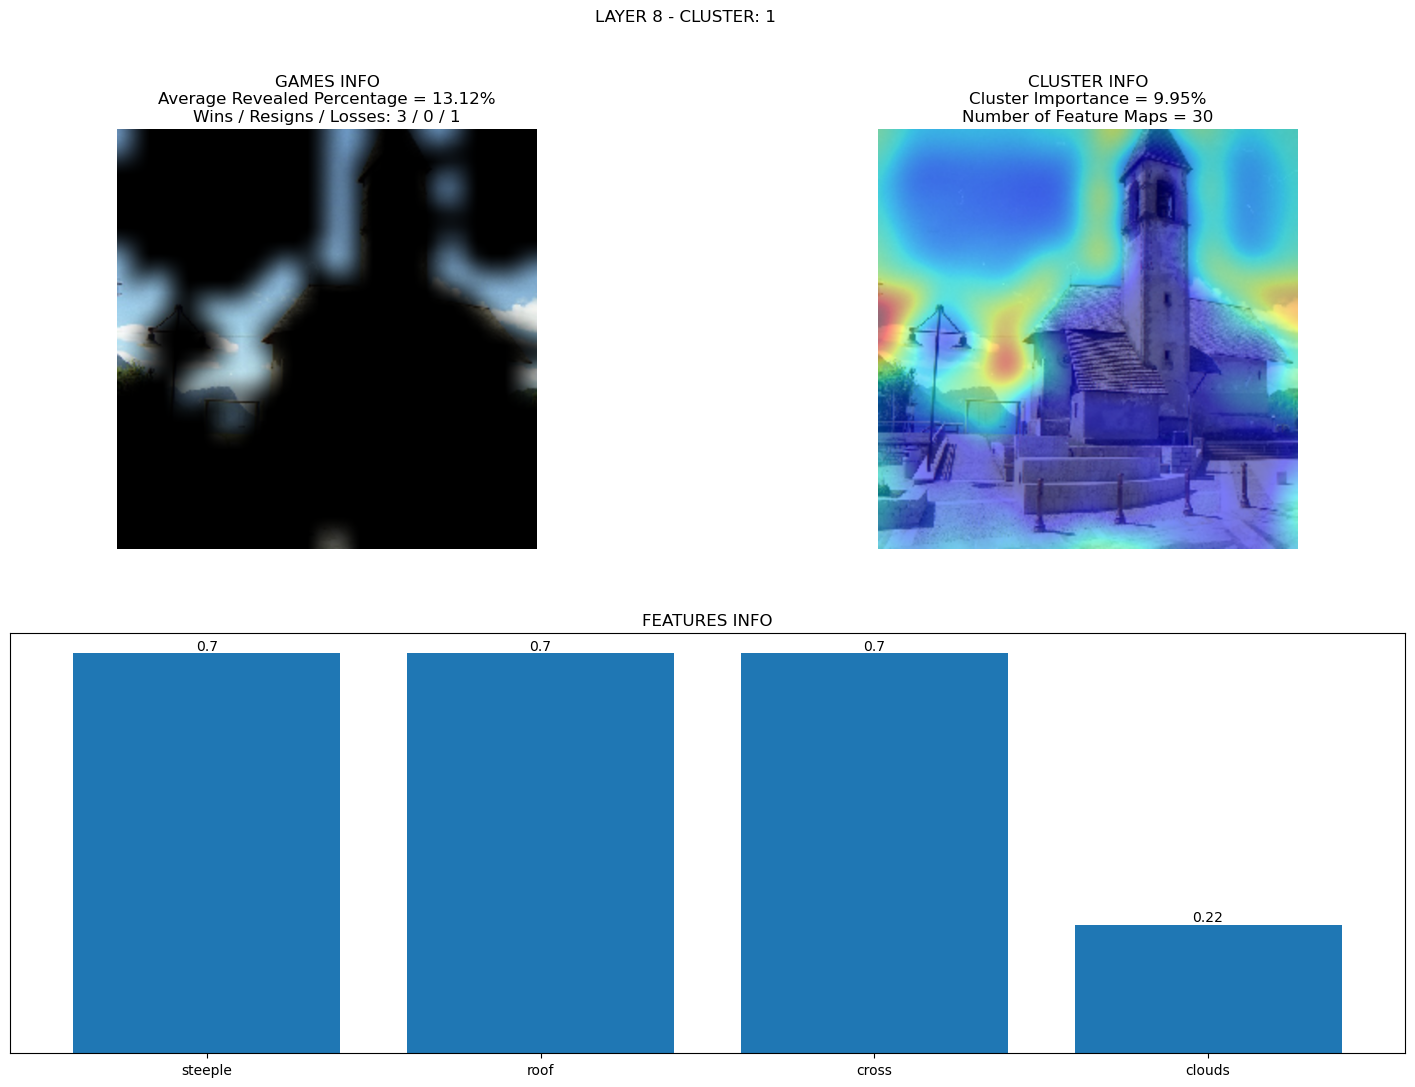 LAYER 8 - CLUSTER: 1
GAMES INFO
Average Revealed Percentage = 13.12%
Wins / Resigns / Losses: 3 / 0 / 1
CLUSTER INFO
Cluster Importance = 9.95%
Number of Feature Maps = 30
FEATURES INFO
0.7
0.7
0.7
0.22
steeple
roof
cross
clouds